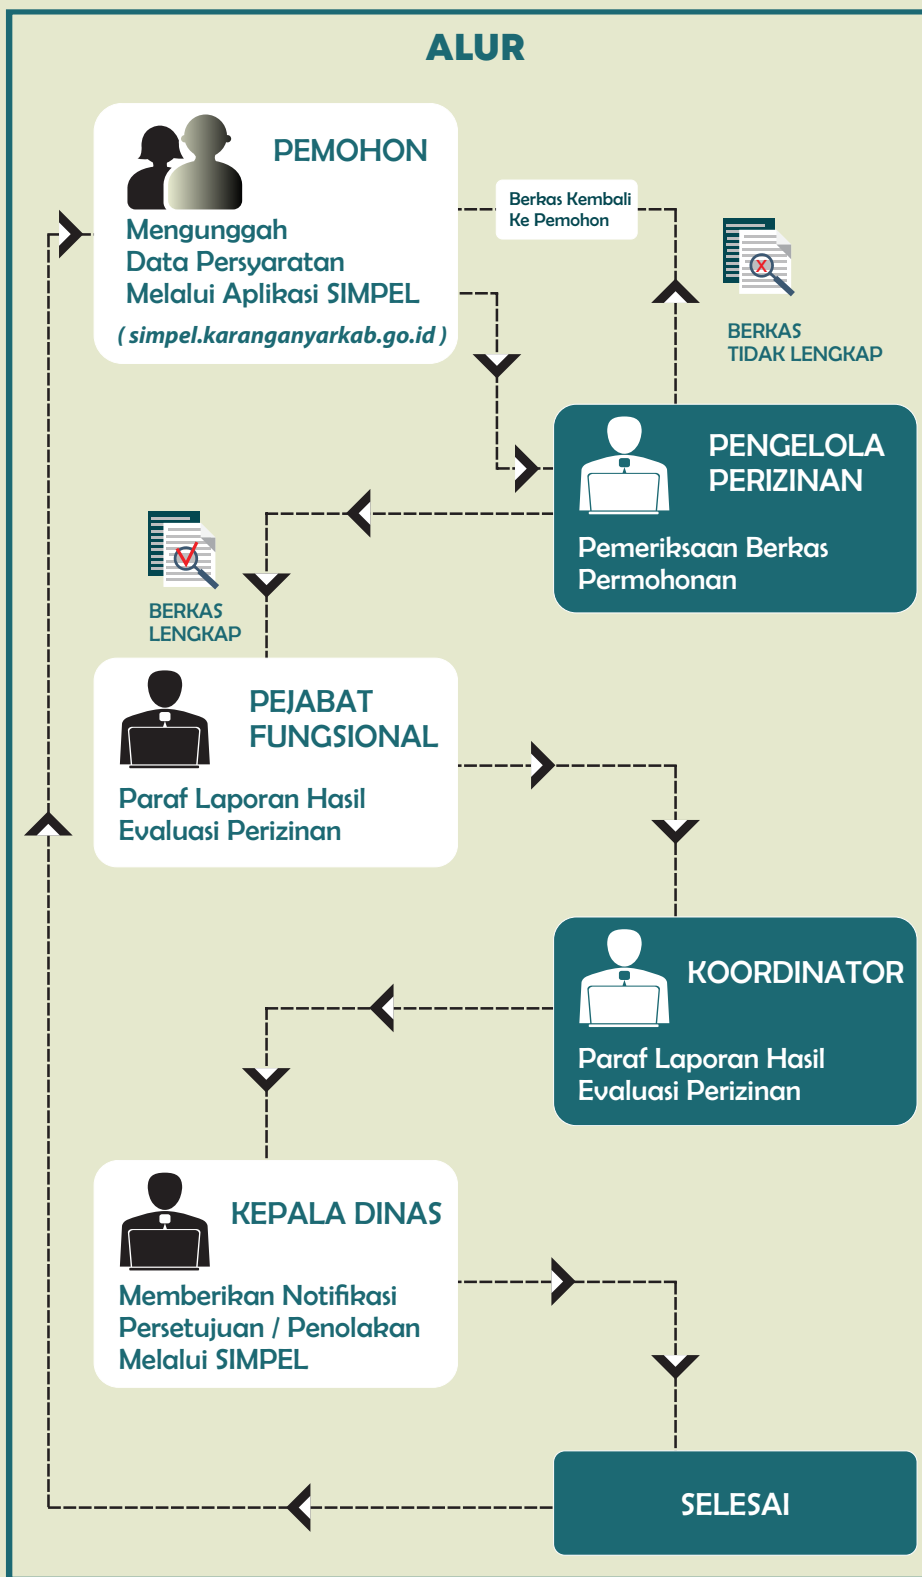 ALUR
PEMOHON
Mengunggah
Data Persyaratan
Melalui Aplikasi SIMPEL
( simpel.karanganyarkab.go.id )
Berkas Kembali
Ke Pemohon
X
BERKAS
TIDAK LENGKAP
PENGELOLA
PERIZINAN
Pemeriksaan Berkas
Permohonan
BERKAS
LENGKAP
PEJABAT
FUNGSIONAL
Paraf Laporan Hasil
Evaluasi Perizinan
KOORDINATOR
Paraf Laporan Hasil
Evaluasi Perizinan
KEPALA DINAS
Memberikan Notifikasi
Persetujuan / Penolakan
Melalui SIMPEL
SELESAI